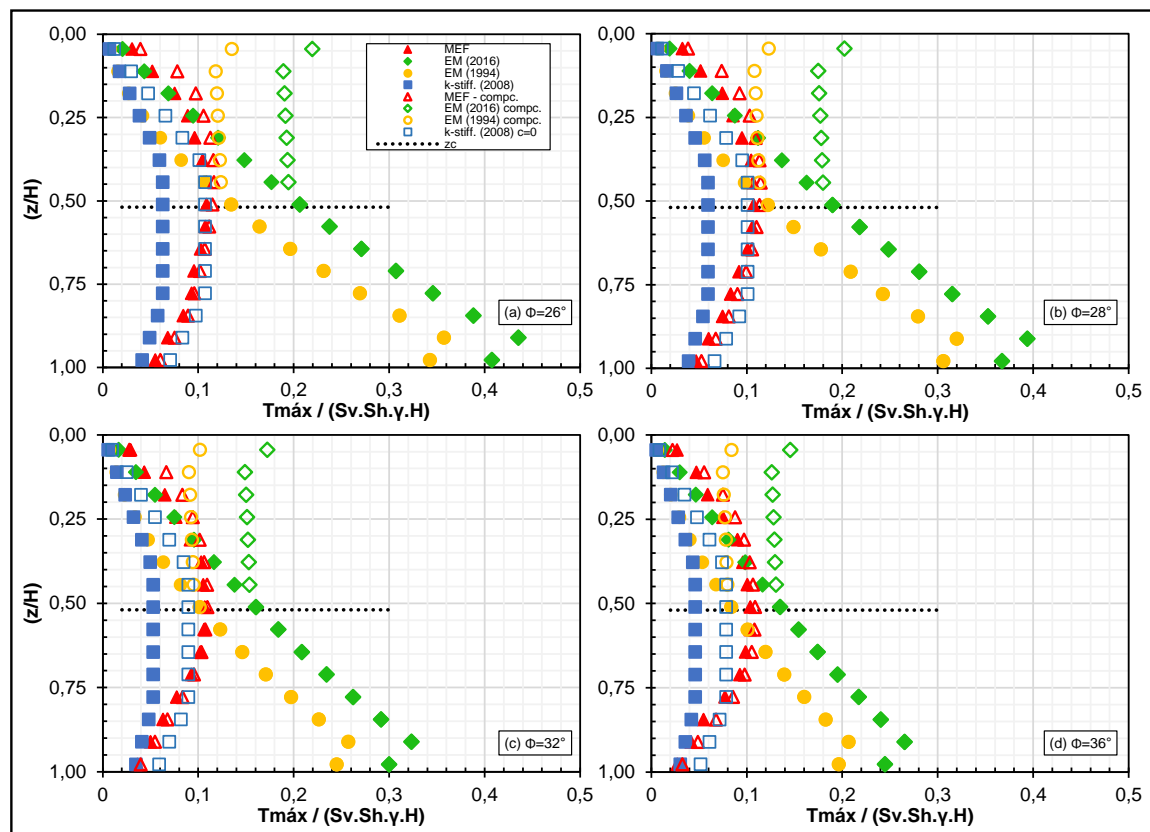 0,00
0,25
0,50
0,75
1,00
0
0,1
0,2
0,3
0,4
0,5
(z/H)
Tmáx / (Sv.Sh.γ.H)
MEF
EM (2016)
EM (1994)
k-stiff. (2008)
MEF - compc.
EM (2016) compc.
EM (1994) compc.
k-stiff. (2008) c=0
zc
(a) Φ=26°
0,00
0,25
0,50
0,75
1,00
0
0,1
0,2
0,3
0,4
0,5
Tmáx / (Sv.Sh.γ.H)
(b) Φ=28°
0,00
0,25
0,50
0,75
1,00
0
0,1
0,2
0,3
0,4
0,5
(z/H)
Tmáx / (Sv.Sh.γ.H)
(c) Φ=32°
0,00
0,25
0,50
0,75
1,00
0
0,1
0,2
0,3
0,4
0,5
Tmáx / (Sv.Sh.γ.H)
(d) Φ=36°